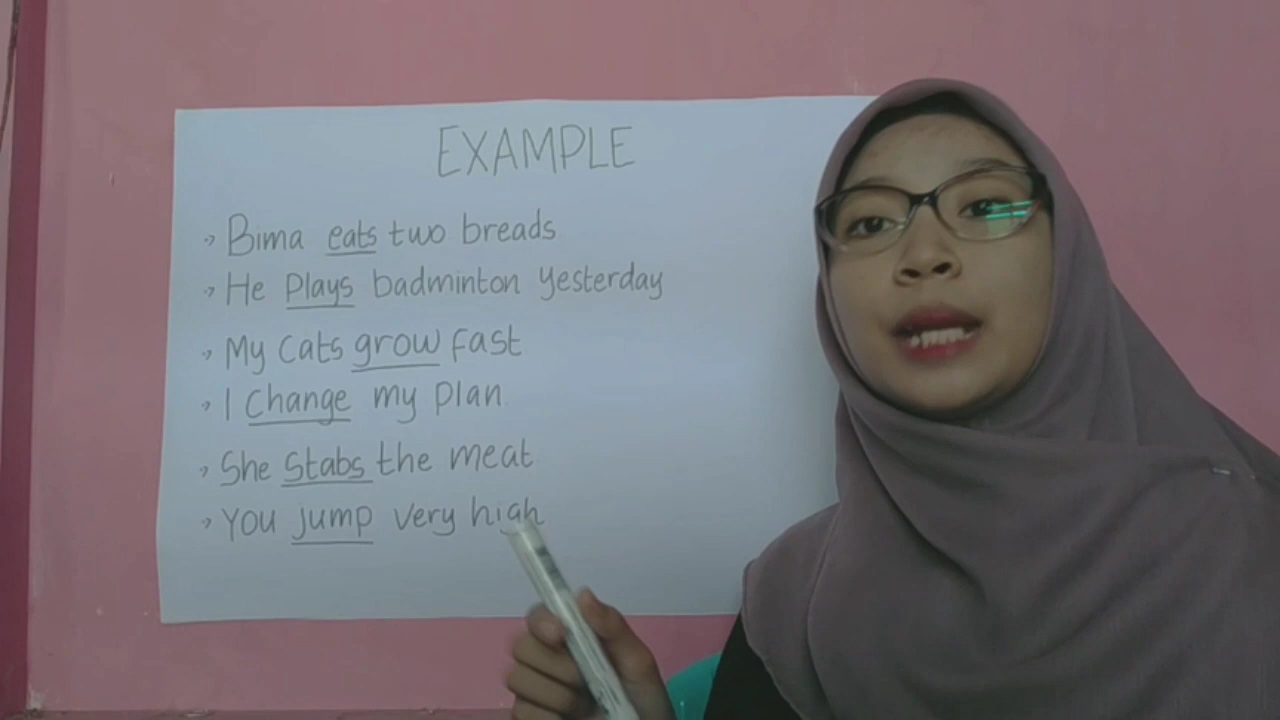 EXAMPLE
Bima eats two breads
He Plays badminton Yesterday
My Cats grow fast
I Change my Plan
She Stabs the meat
You jump very high